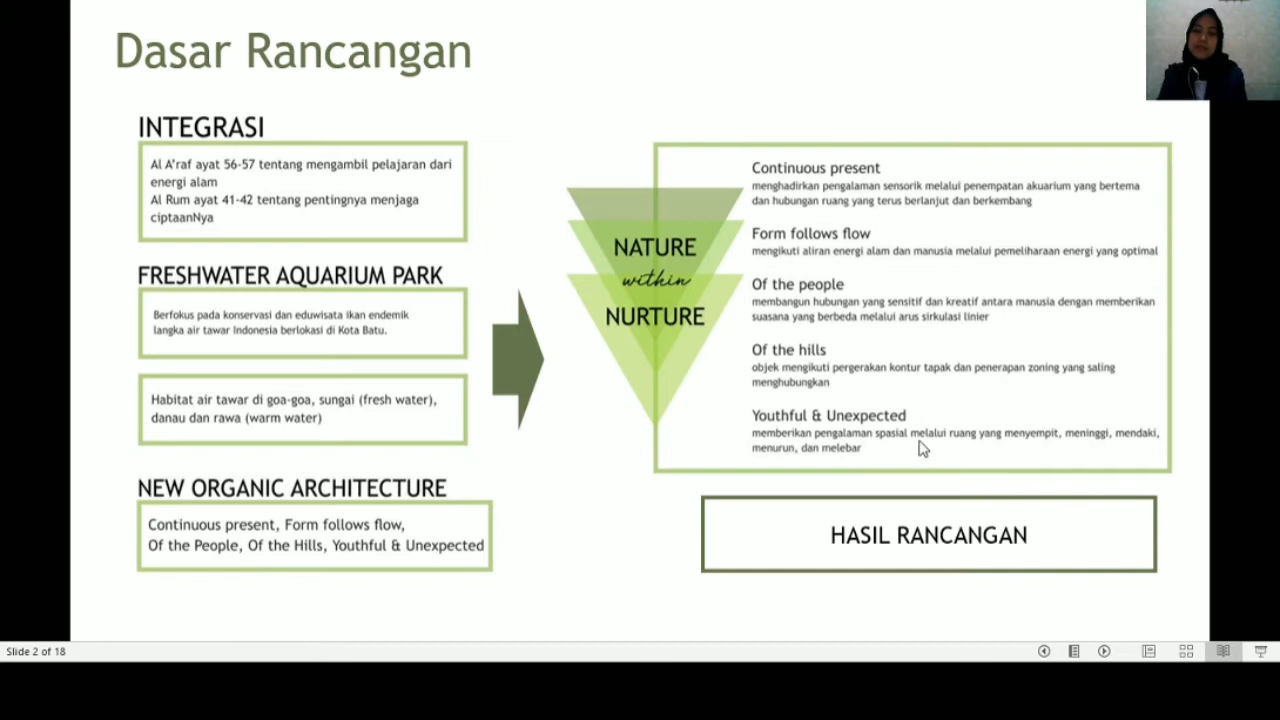 Dasar Rancangan
INTEGRASI
Al A'raf ayat 56-57 tentang mengambil pelajaran dari
energi alam
Al Rum ayat 41-42 tentang pentingnya menjaga
ciptaanNya
FRESHWATER AQUARIUM PARK
Berfokus pada konservasi dan eduwisata ikan endemik
langka air tawar Indonesia berlokasi di Kota Batu.
Habitat air tawar di goa-goa, sungai (fresh water),
danau dan rawa (warm water)
NEW ORGANIC ARCHITECTURE
Continuous present, Form follows flow,
Of the People, Of the Hills, Youthful & Unexpected
NATURE
within
NURTURE
Continuous present
menghadirkan pengalaman sensorik melalui penempatan akuarium yang bertema
dan hubungan ruang yang terus berlanjut dan berkembang
Form follows flow
mengikuti aliran energi alam dan manusia melalui pemeliharaan energi yang optimal
Of the people
membangun hubungan yang sensitif dan kreatif antara manusia dengan memberikan
suasana yang berbeda melalui arus sirkulasi linier
Of the hills
objek mengikuti pergerakan kontur tapak dan penerapan zoning yang saling
menghubungkan
Youthful & Unexpected
memberikan pengalaman spasial melalui ruang yang menyempit, meninggi, mendaki,
menurun, dan melebar
HASIL RANCANGAN
Slide 2 of 18